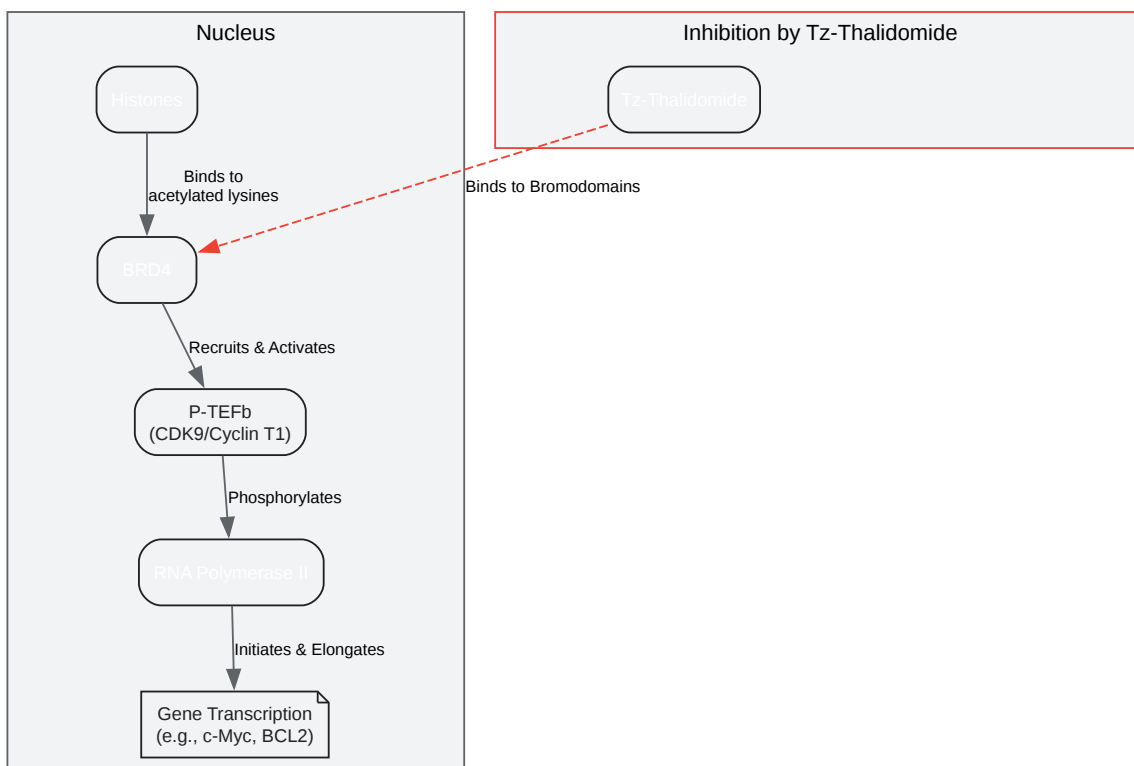 Nucleus
Inhibition by Tz-Thalidomide
Histones
Tz-Thalidomide
Binds to
acetylated lysines
Binds to Bromodomains
BRD4
Recruits & Activates
P-TEFb
(CDK9/Cyclin T1)
Phosphorylates
RNA Polymerase II
Initiates & Elongates
Gene Transcription
(e.g., c-Myc, BCL2)